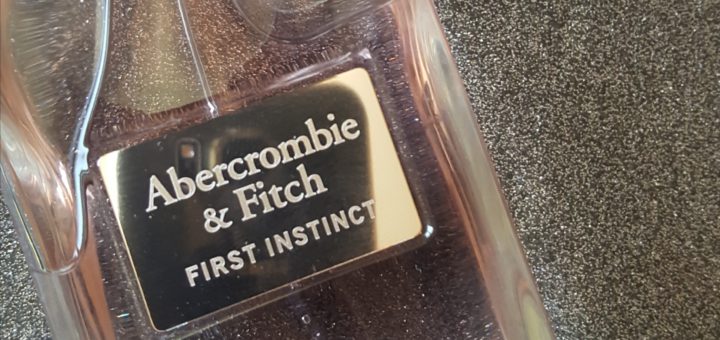 Abercrombie
& Fitch
FIRST INSTINCT